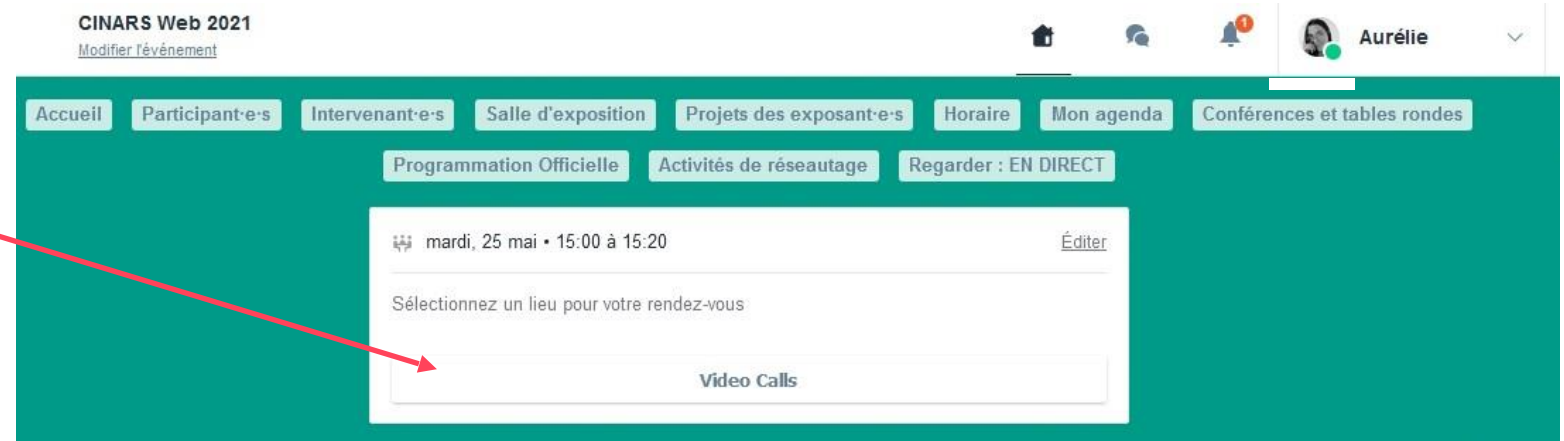 CINARS Web 2021
Modifier l'événement
1
Aurélie
Accueil Participant·e·s Intervenant·e·s Salle d'exposition Projets des exposant·e·s Horaire Mon agenda Conférences et tables rondes
Programmation Officielle Activités de réseautage Regarder : EN DIRECT
mardi, 25 mai • 15:00 à 15:20 Éditer
Sélectionnez un lieu pour votre rendez-vous
Video Calls